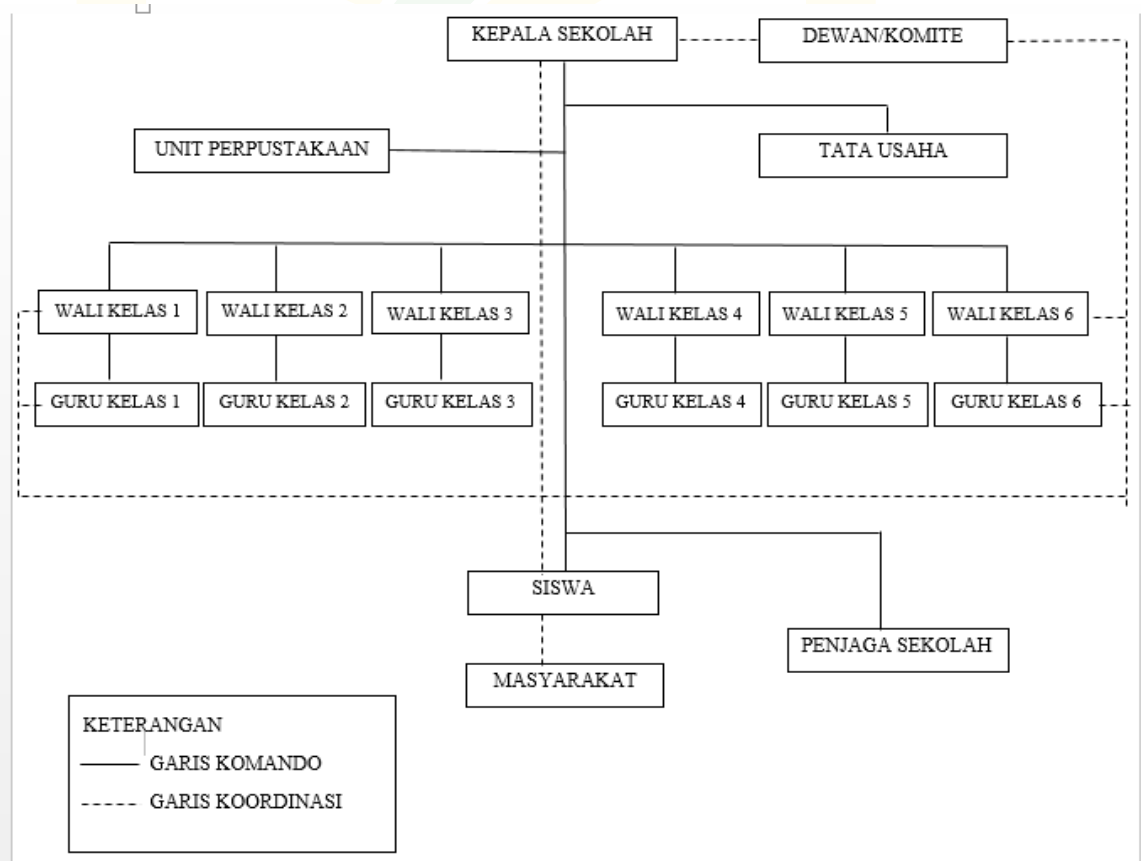 KEPALA SEKOLAH
DEWAN/KOMITE
UNIT PERPUSTAKAAN
TATA USAHA
WALI KELAS 1
WALI KELAS 2
WALI KELAS 3
WALI KELAS 4
WALI KELAS 5
WALI KELAS 6
GURU KELAS 1
GURU KELAS 2
GURU KELAS 3
GURU KELAS 4
GURU KELAS 5
GURU KELAS 6
SISWA
PENJAGA SEKOLAH
MASYARAKAT
KETERANGAN
GARIS KOMANDO
GARIS KOORDINASI